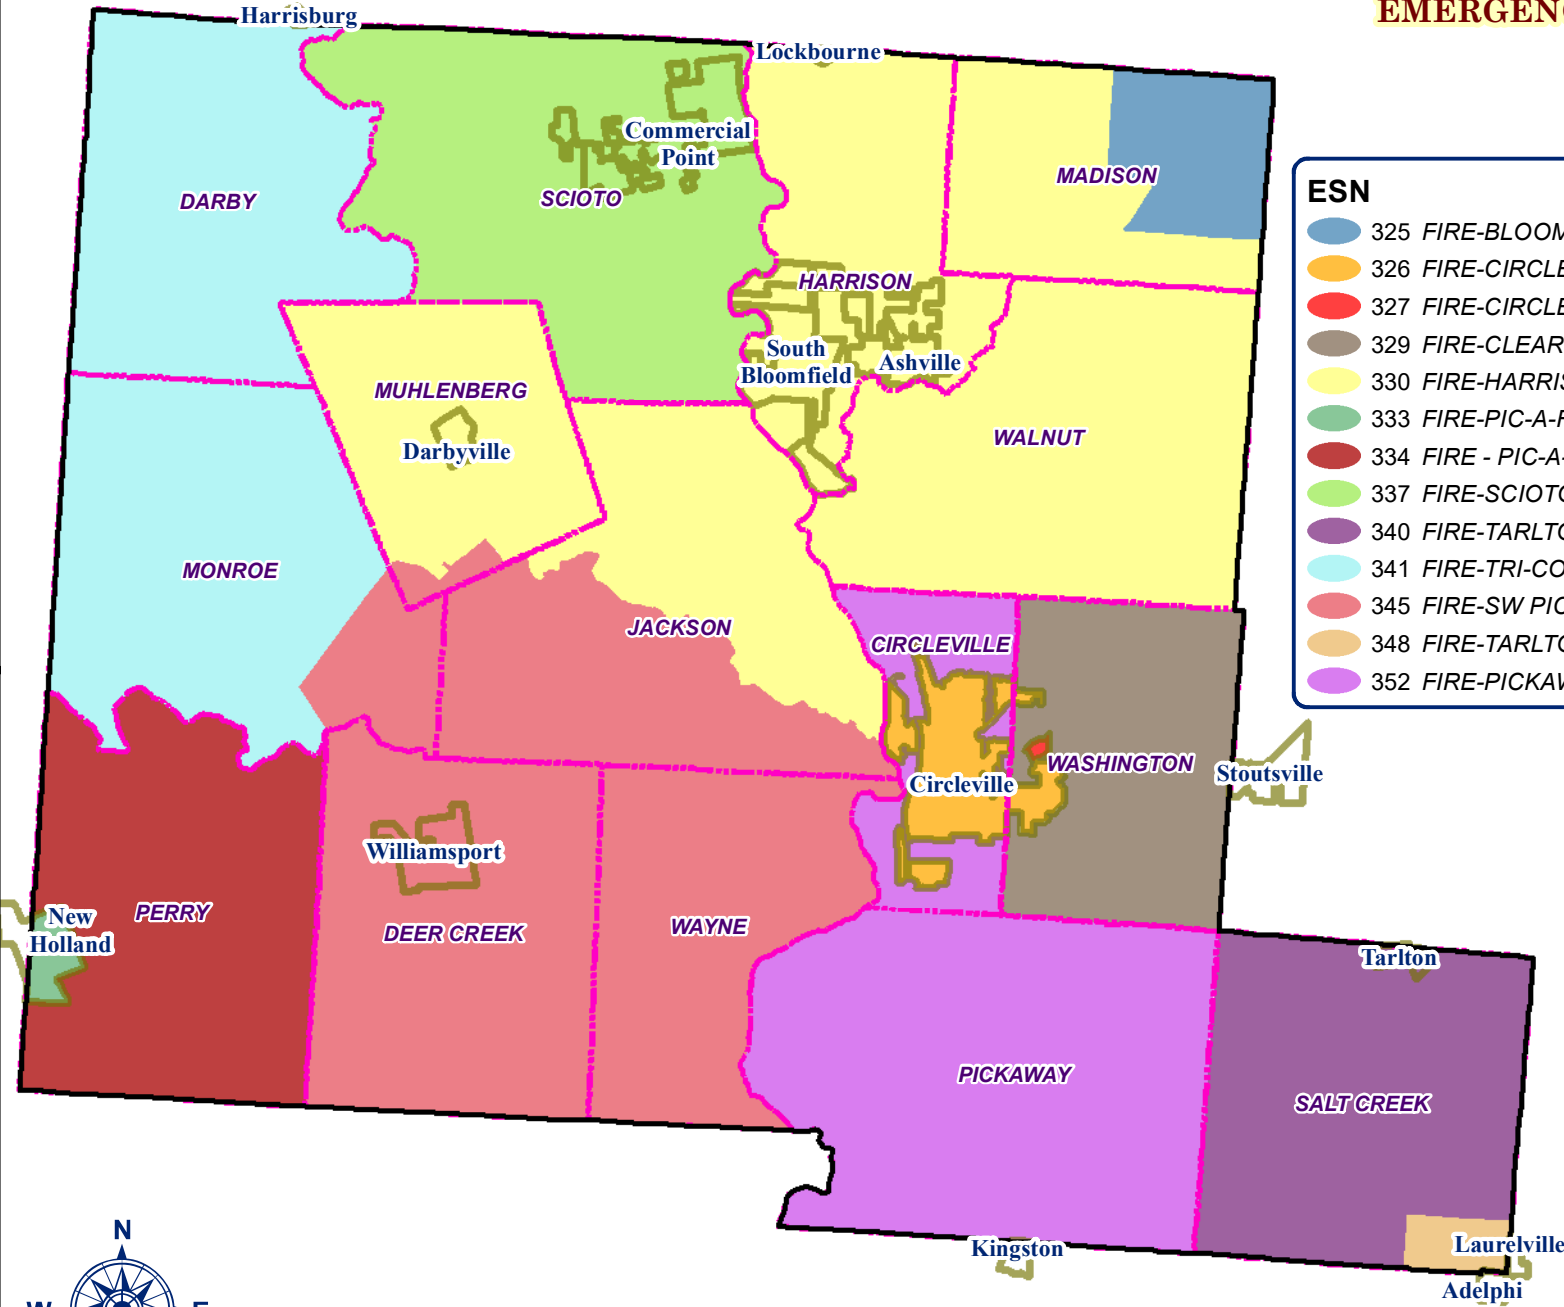 EMERGENC
Harrisburg
Lockbourne
Commercial
Point
DARBY
SCIOTO
MADISON
HARRISON
South
Bloomfield
Ashville
MUHLENBERG
Darbyville
WALNUT
MONROE
JACKSON
CIRCLEVILLE
WASHINGTON
Circleville
Stoutsville
Williamsport
New
Holland
PERRY
DEER CREEK
WAYNE
Tarlton
PICKAWAY
SALT CREEK
Kingston
Laurelville
Adelphi
N
W E
ESN
325 FIRE-BLOOM
326 FIRE-CIRCLE
327 FIRE-CIRCLE
329 FIRE-CLEAR
330 FIRE-HARRIS
333 FIRE-PIC-A-F
334 FIRE - PIC-A-
337 FIRE-SCIOTO
340 FIRE-TARLTO
341 FIRE-TRI-CO
345 FIRE-SW PIC
348 FIRE-TARLTO
352 FIRE-PICKAW